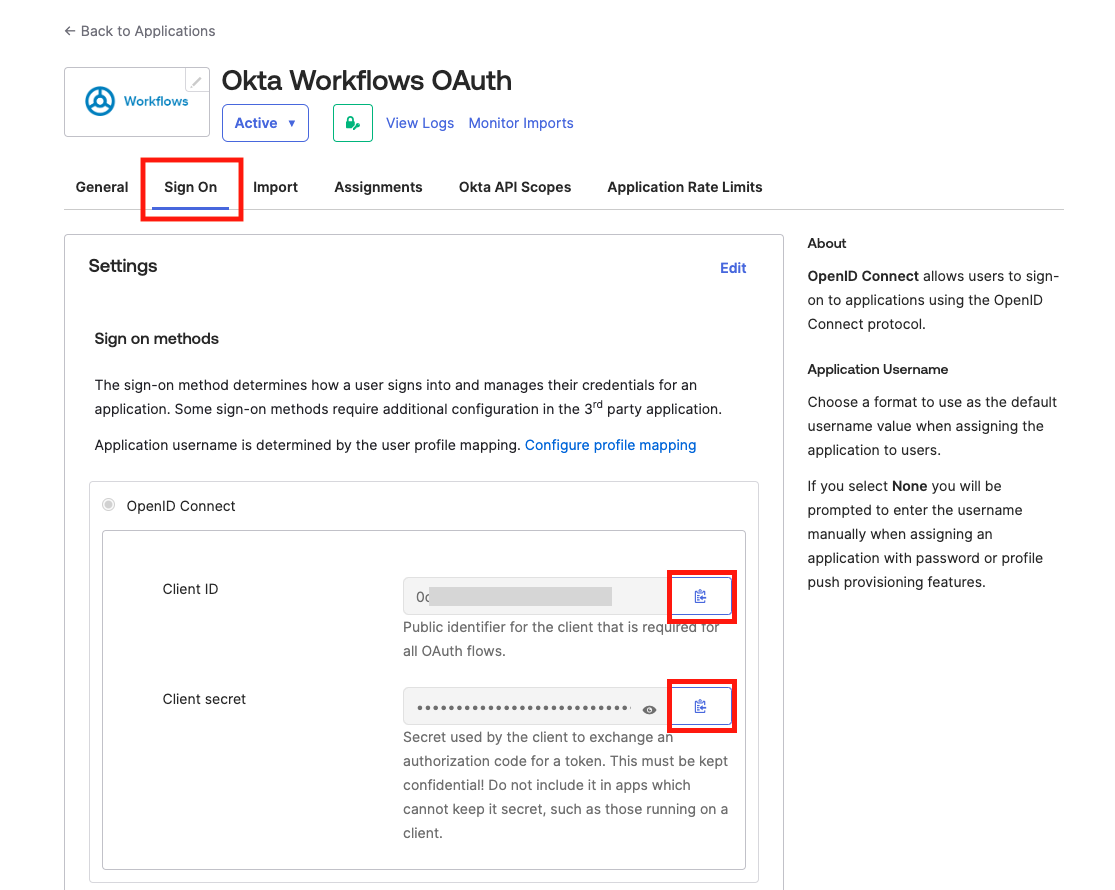 ← Back to Applications
Workflows
Okta Workflows OAuth
Active ▼
View Logs
Monitor Imports
General
Sign On
Import
Assignments
Okta API Scopes
Application Rate Limits
Settings
Edit
Sign on methods
The sign-on method determines how a user signs into and manages their credentials for an
application. Some sign-on methods require additional configuration in the 3rd party application.
Application username is determined by the user profile mapping. Configure profile mapping
OpenID Connect
Client ID
Public identifier for the client that is required for
all OAuth flows.
Client secret
••••••••••••••••••••••••••••
Secret used by the client to exchange an
authorization code for a token. This must be kept
confidential! Do not include it in apps which
cannot keep it secret, such as those running on a
client.
About
OpenID Connect allows users to sign-
on to applications using the OpenID
Connect protocol.
Application Username
Choose a format to use as the default
username value when assigning the
application to users.
If you select None you will be
prompted to enter the username
manually when assigning an
application with password or profile
push provisioning features.